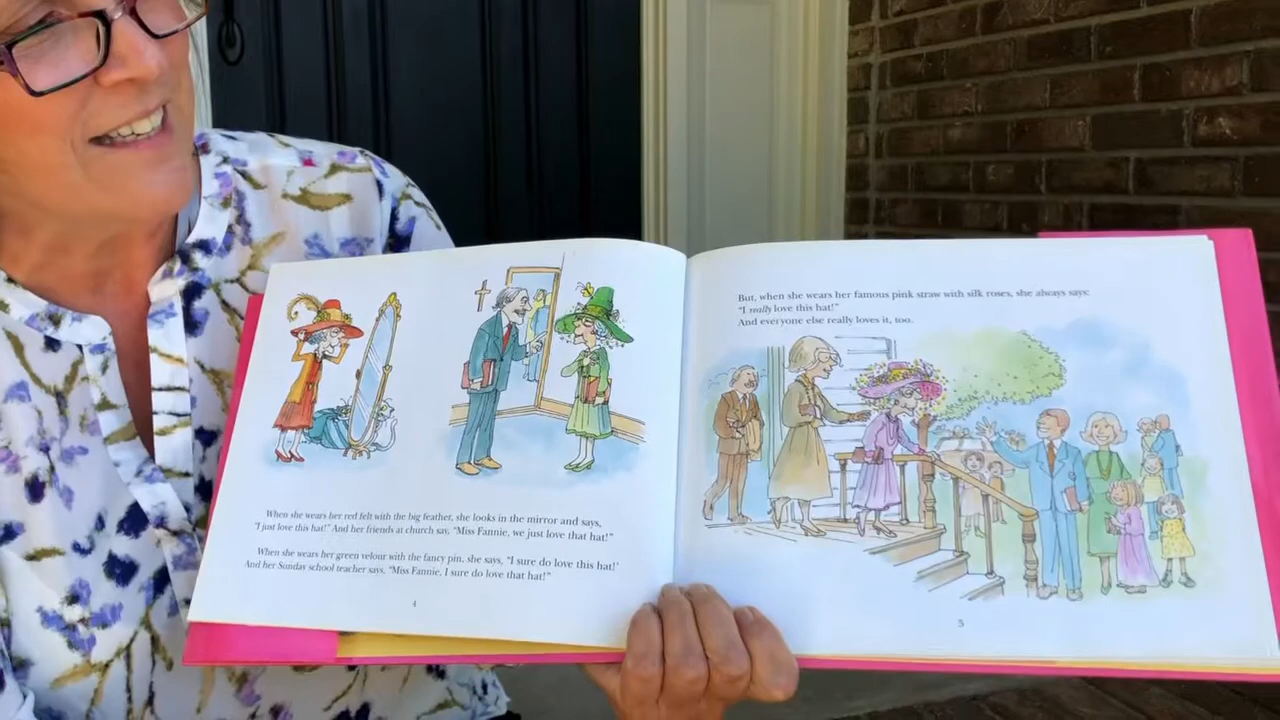 When she wears her red felt with the big feather, she looks in the mirror and says,
"I just love this hat!" And her friends at church say, "Miss Fannie, we just love that hat!"
When she wears her green velour with the fancy pin, she says, "I sure do love this hat!"
And her Sunday school teacher says, "Miss Fannie, I sure do love that hat!"
4
But, when she wears her famous pink straw with silk roses, she always says:
"I really love this hat!"
And everyone else really loves it, too.
5